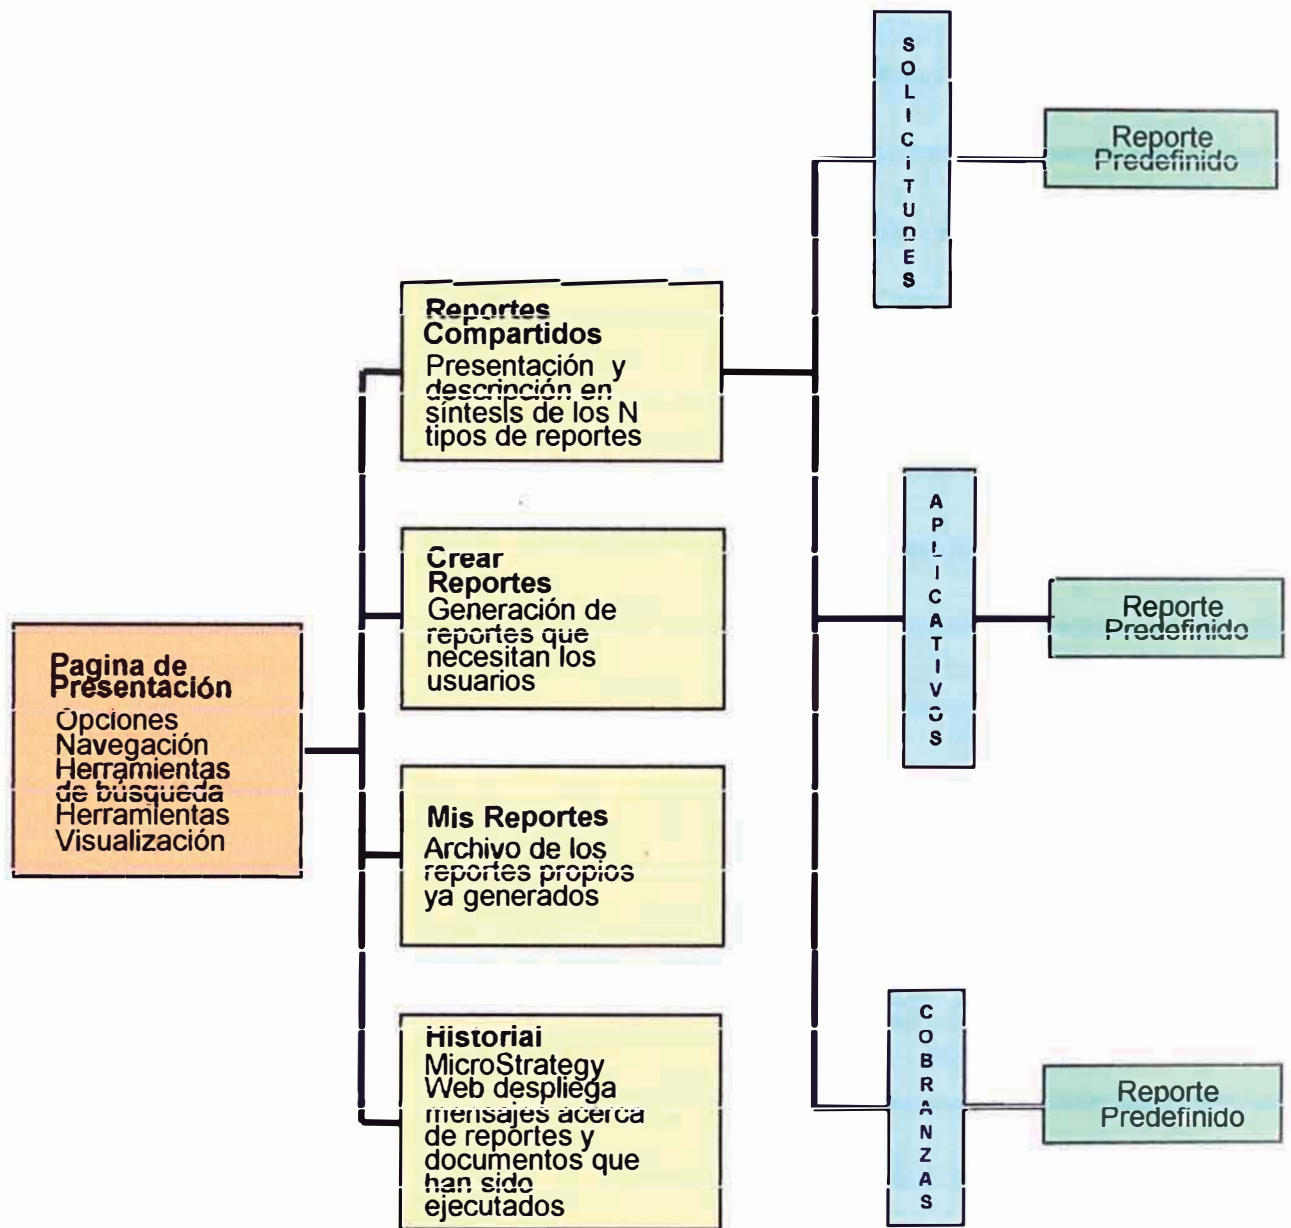 Pagina de
Presentación
Opciones
Navegación
Herramientas
de búsqueda
Herramientas
Visualización
Reportes
Compartidos
Presentación y
descripción en
síntesis de los N
tipos de reportes
Crear
Reportes
Generación de
reportes que
necesitan los
usuarios
Mis Reportes
Archivo de los
reportes propios
ya generados
Historial
MicroStrategy
Web despliega
mensajes acerca
de reportes y
documentos que
han sido
ejecutados
SOLICITUDES
Reporte
Predefinido
APLICATIVOS
Reporte
Predefinido
COBRANZAS
Reporte
Predefinido